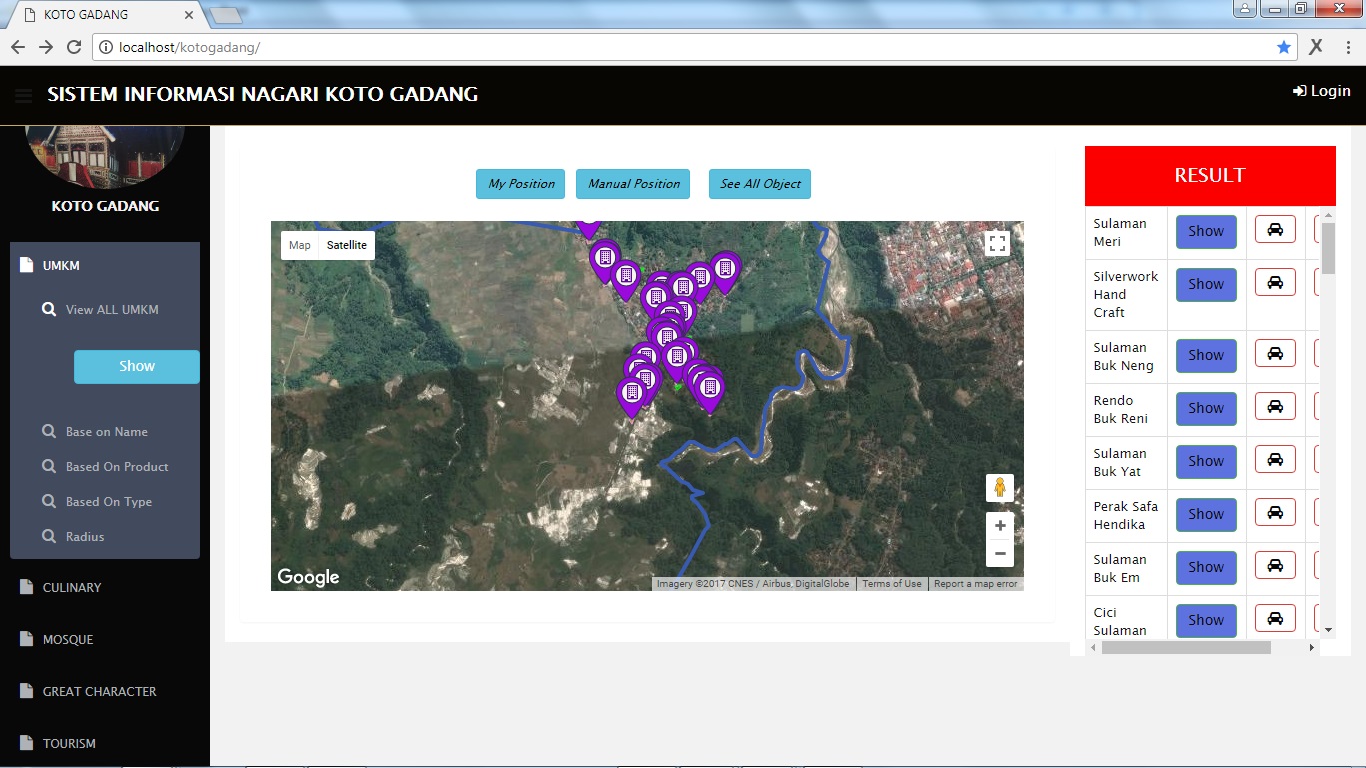 KOTO GADANG
localhost/kotogadang/
SISTEM INFORMASI NAGARI KOTO GADANG
Login
KOTO GADANG
UMKM
View ALL UMKM
Show
Base on Name
Based On Product
Based On Type
Radius
CULINARY
MOSQUE
GREAT CHARACTER
TOURISM
My Position
Manual Position
See All Object
Map
Satellite
Google
Imagery ©2017 CNES / Airbus, DigitalGlobe
Terms of Use
Report a map error
RESULT
Sulaman
Meri
Show
Silverwork
Hand
Craft
Show
Sulaman
Buk Neng
Show
Rendo
Buk Reni
Show
Sulaman
Buk Yat
Show
Perak Safa
Hendika
Show
Sulaman
Buk Em
Show
Cici
Sulaman
Show